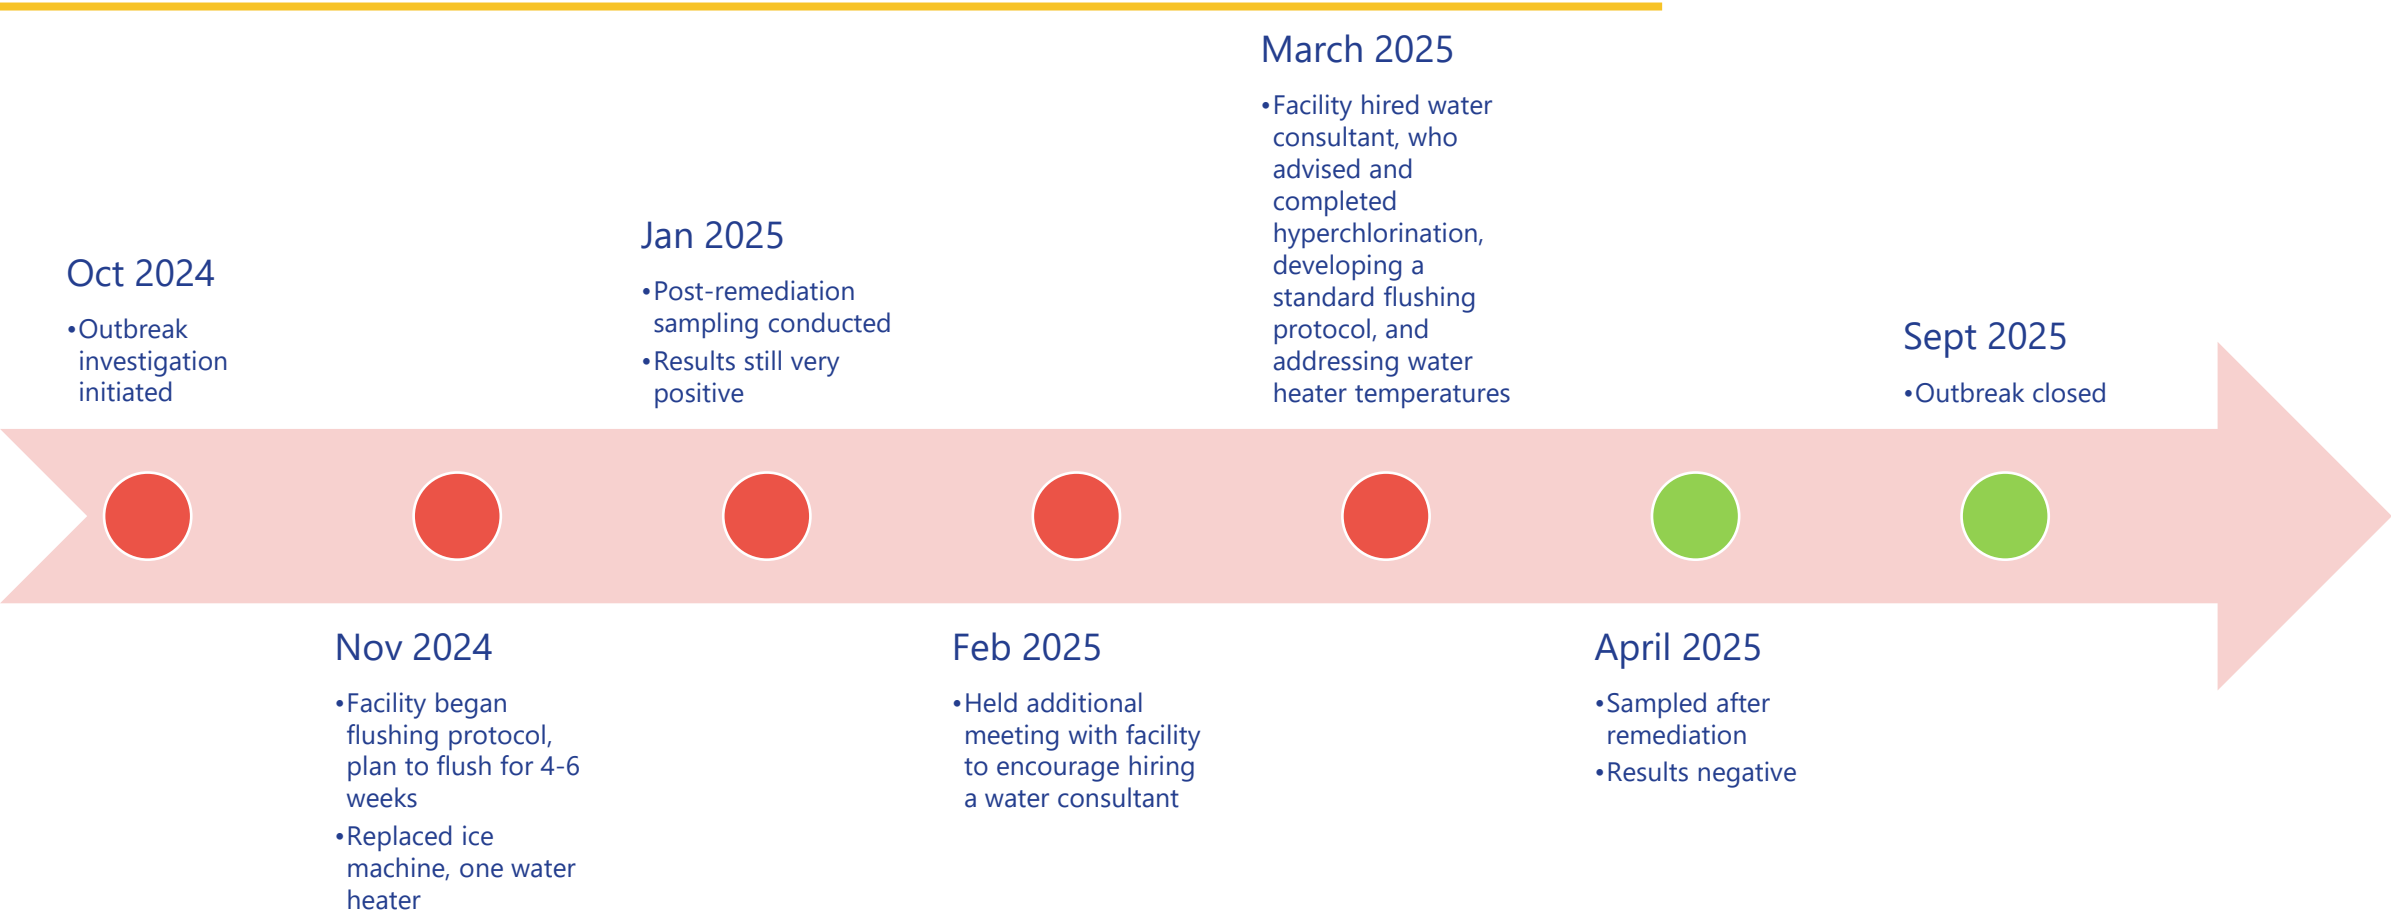 Oct 2024
•Outbreak
investigation
initiated
Nov 2024
•Facility began
flushing protocol,
plan to flush for 4-6
weeks
•Replaced ice
machine, one water
heater
Jan 2025
•Post-remediation
sampling conducted
•Results still very
positive
Feb 2025
•Held additional
meeting with facility
to encourage hiring
a water consultant
March 2025
•Facility hired water
consultant, who
advised and
completed
hyperchlorination,
developing a
standard flushing
protocol, and
addressing water
heater temperatures
April 2025
•Sampled after
remediation
•Results negative
Sept 2025
•Outbreak closed